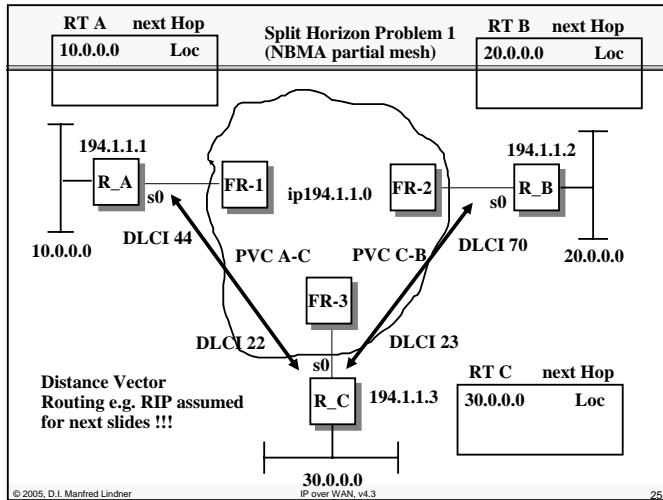 RT A next Hop
10.0.0.0 Loc
Split Horizon Problem 1
(NBMA partial mesh)
RT B next Hop
20.0.0.0 Loc
194.1.1.1
R_A
s0
FR-1
ip194.1.1.0
FR-2
s0
194.1.1.2
R_B
10.0.0.0
DLCI 44
PVC A-C
PVC C-B
DLCI 70
20.0.0.0
FR-3
DLCI 22
DLCI 23
s0
R_C
194.1.1.3
Distance Vector
Routing e.g. RIP assumed
for next slides !!!
RT C next Hop
30.0.0.0 Loc
30.0.0.0
© 2005, D.I. Manfred Lindner
IP over WAN, v4.3
25